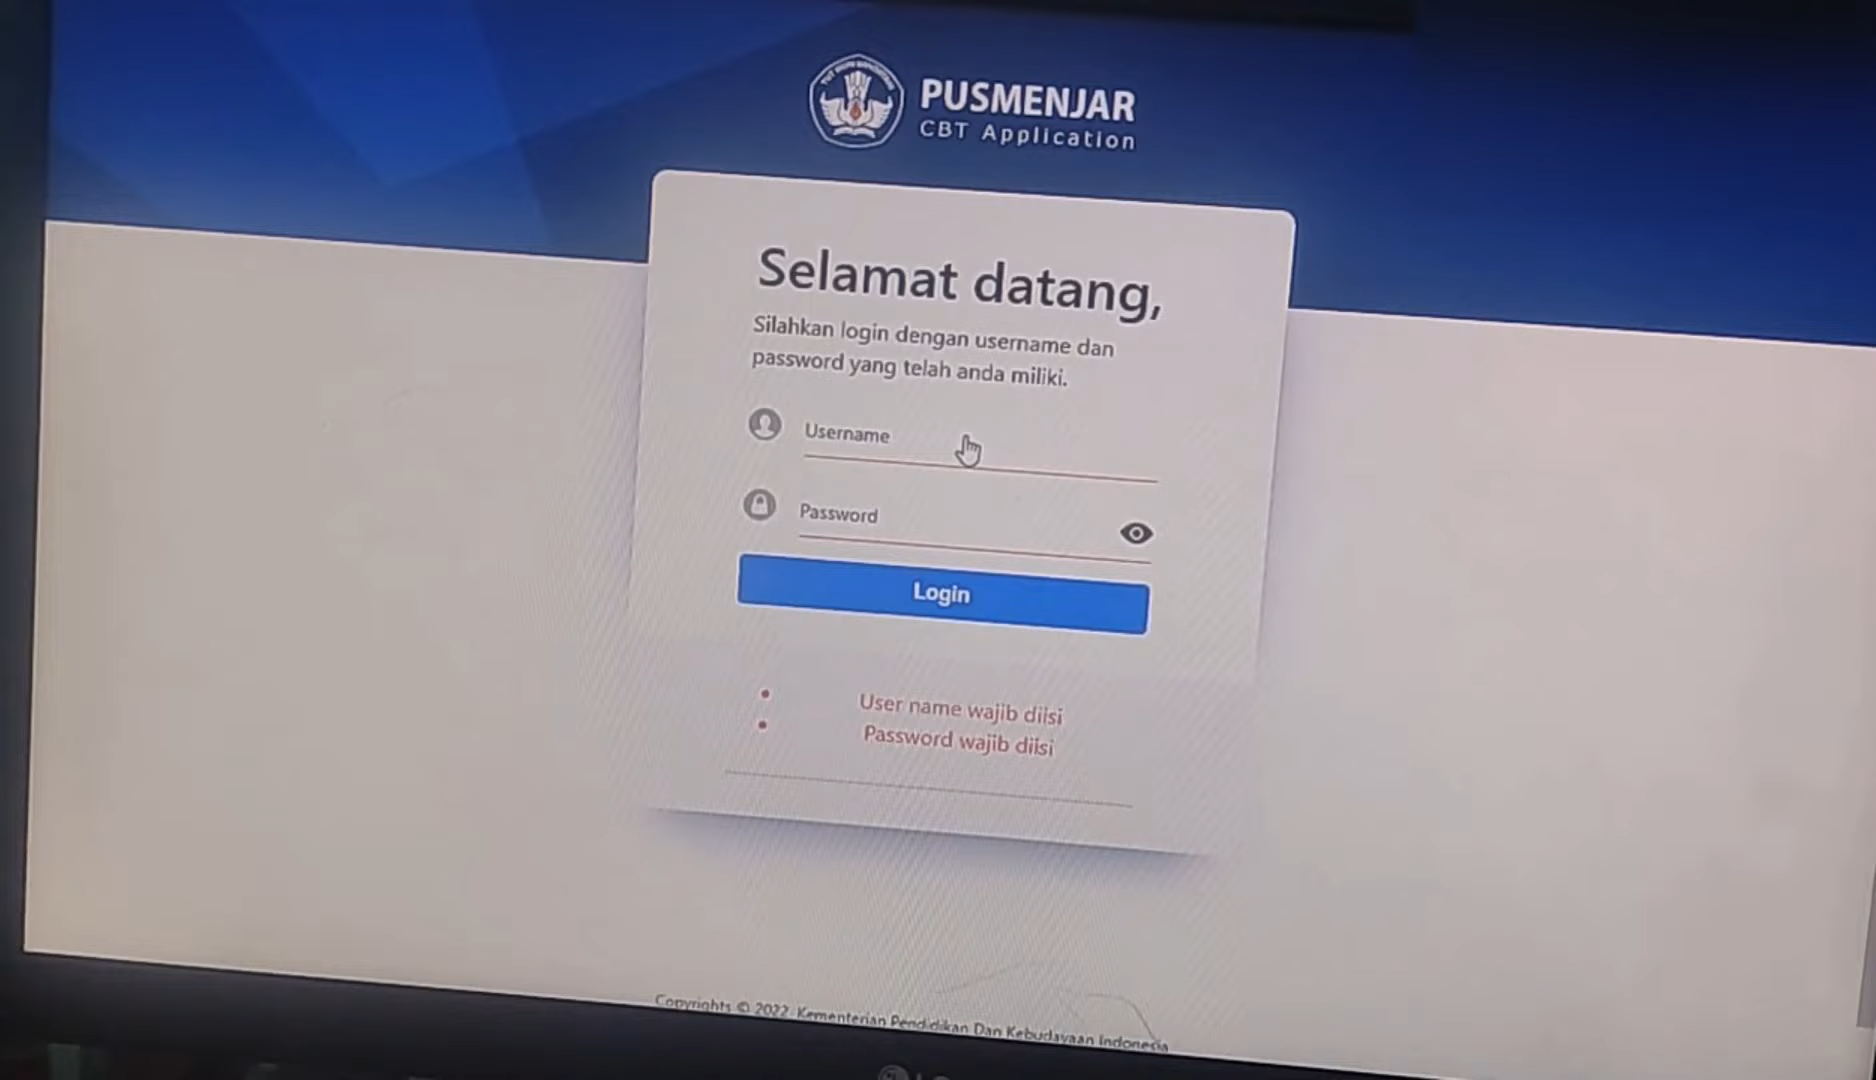 PUSMENJAR
CBT Application
Selamat datang,
Silahkan login dengan username dan
password yang telah anda miliki.
Username
Password
Login
User name wajib diisi
Password wajib diisi
Copyrights © 2022. Kementerian Pendidikan Dan Kebudayaan Indonesia